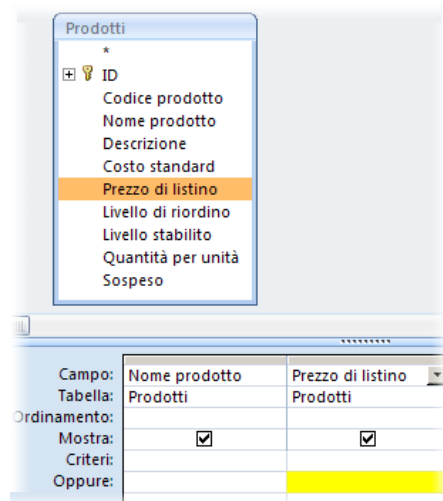 Prodotti
*
ID
Codice prodotto
Nome prodotto
Descrizione
Costo standard
Prezzo di listino
Livello di riordino
Livello stabilito
Quantità per unità
Sospeso
Campo: Nome prodotto Prezzo di listino
Tabella: Prodotti Prodotti
Ordinamento:
Mostra:
Criteri:
Oppure: